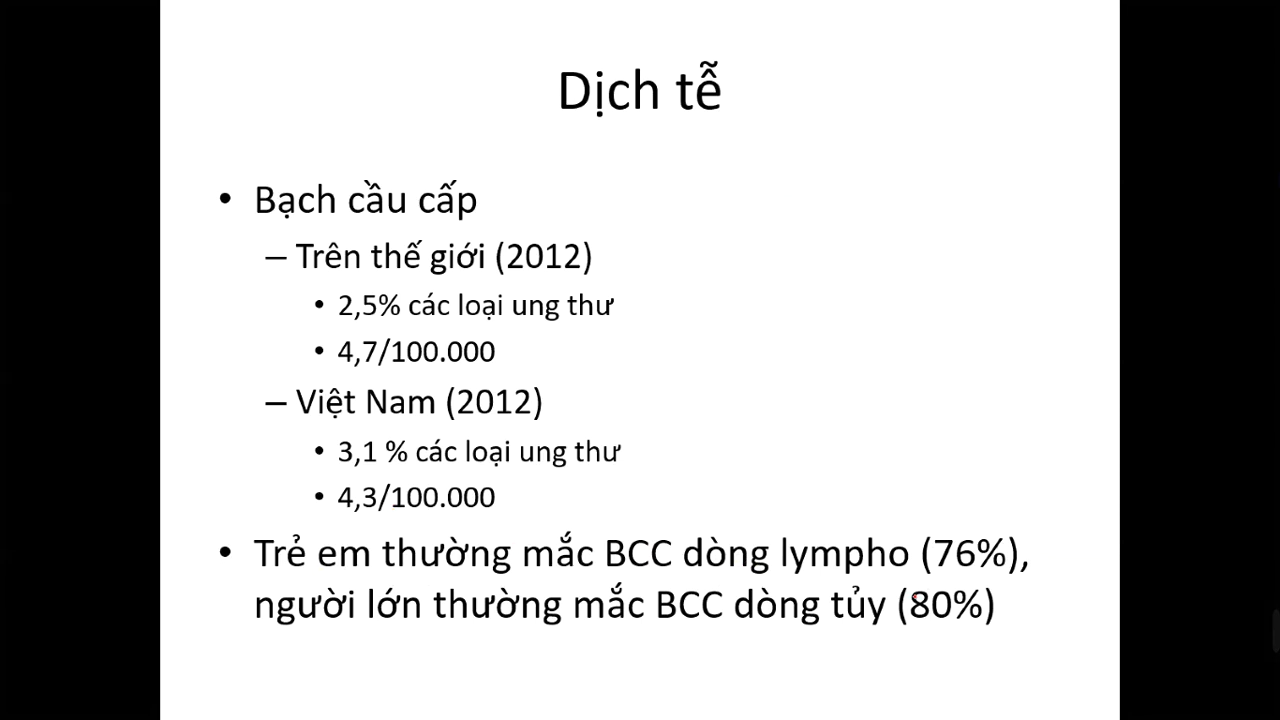 Dịch tễ
• Bạch cầu cấp
– Trên thế giới (2012)
• 2,5% các loại ung thư
• 4,7/100.000
– Việt Nam (2012)
• 3,1 % các loại ung thư
• 4,3/100.000
• Trẻ em thường mắc BCC dòng lympho (76%),
người lớn thường mắc BCC dòng tủy (80%)